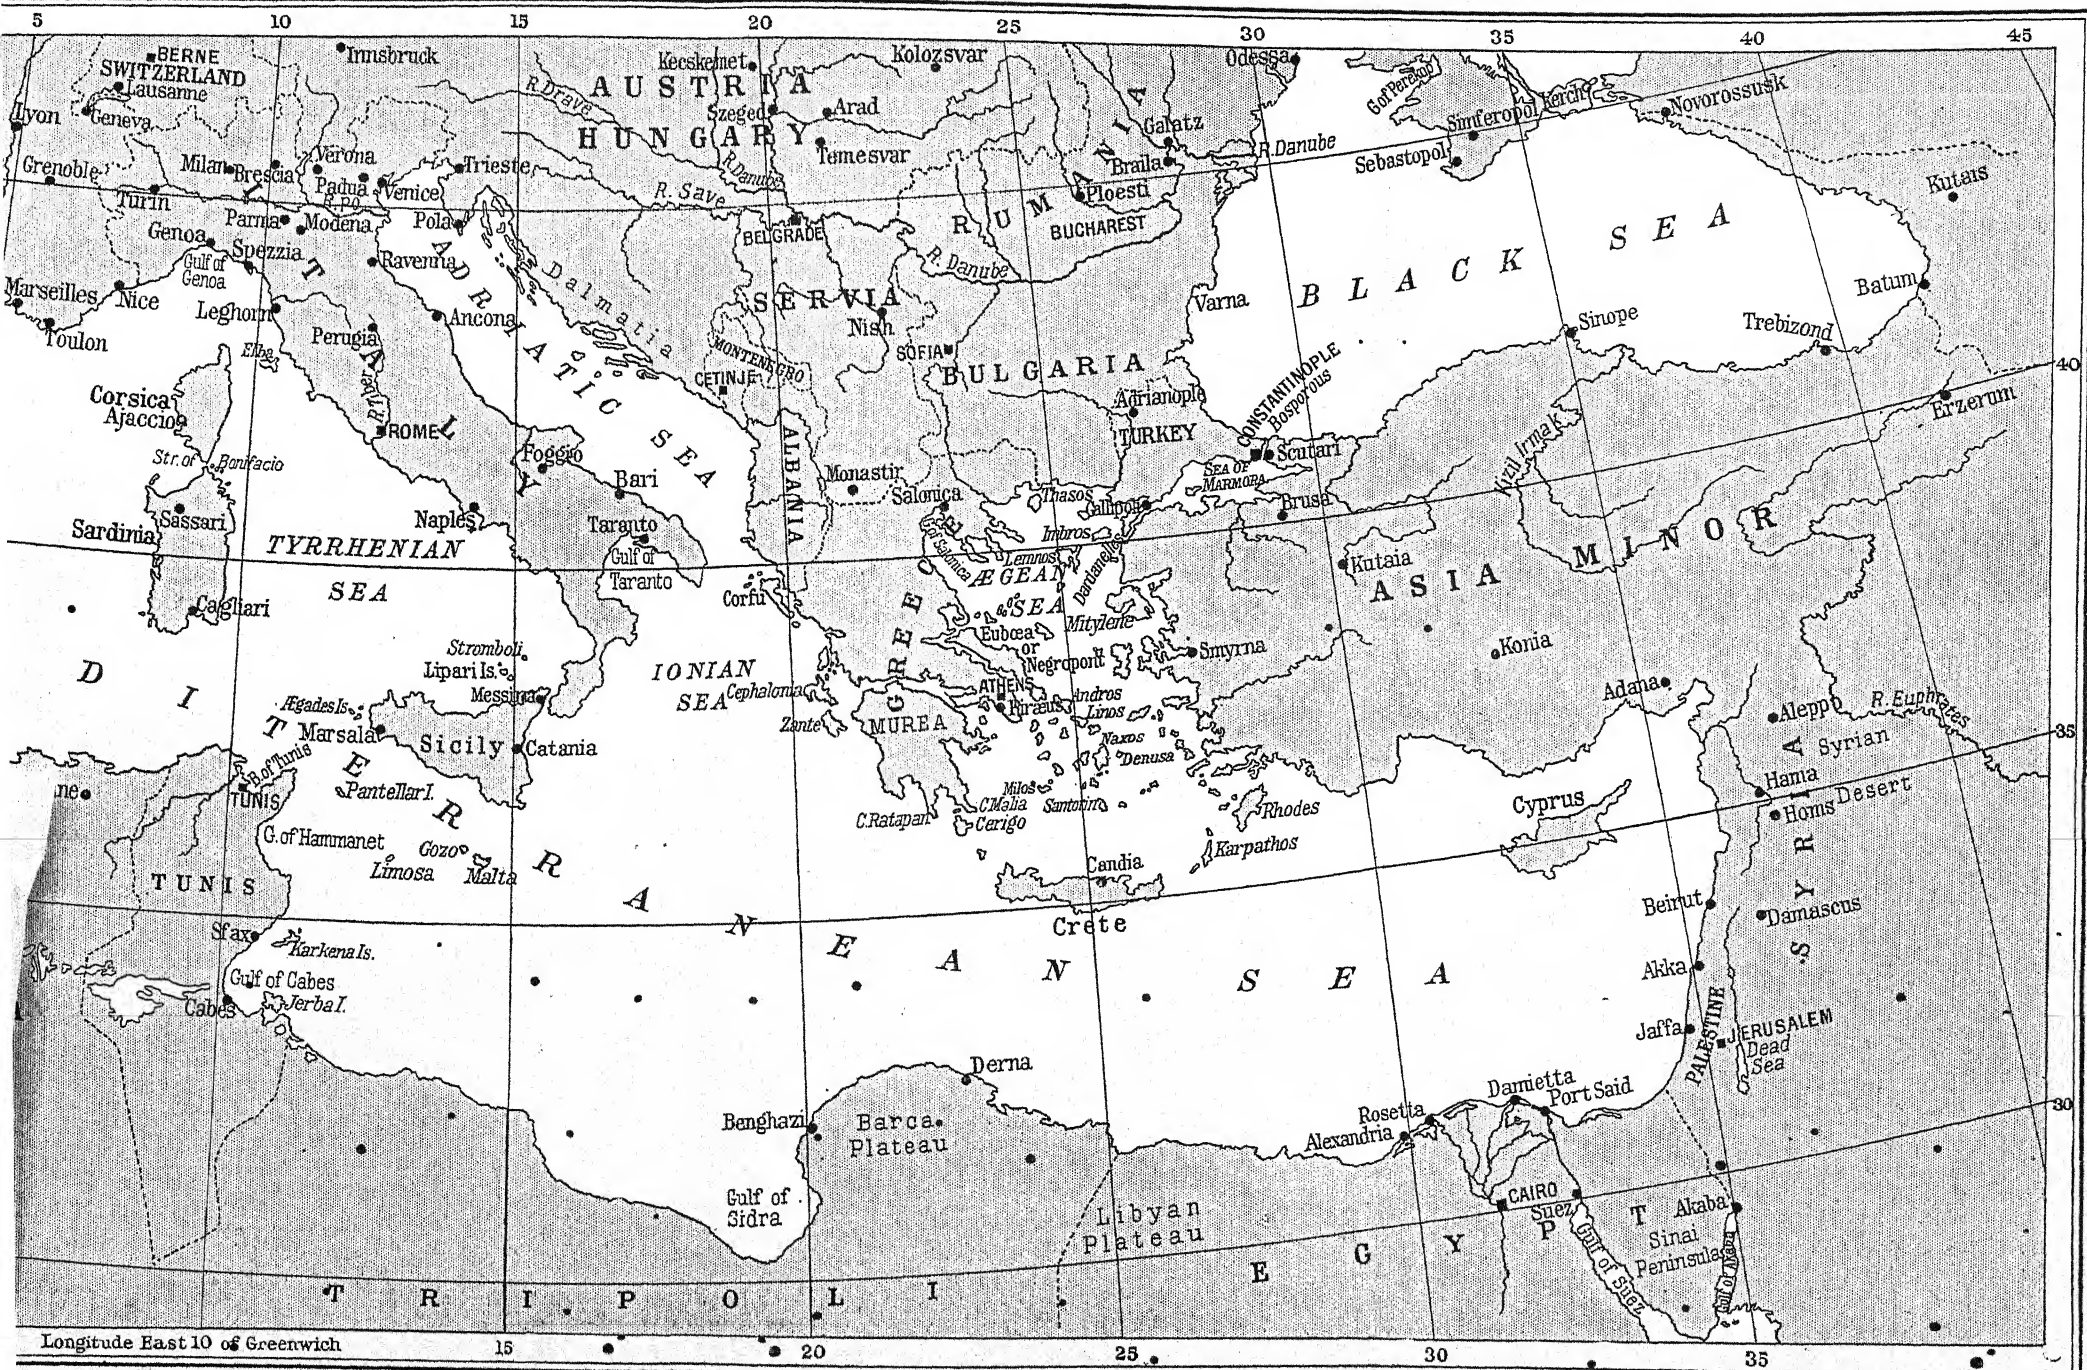 5 10 15 20 25 30 35 40 45
BERNE
SWITZERLAND
Lausanne
Geneva
Lyon
Grenoble
Innsbruck
Milan
Brescia
Verona
Padua
Venice
Trieste
Turin
R.Po
Parma
Modena
Pola
Genoa
Spezzia
Gulf of
Genoa
Ravenna
Marseilles
Nice
Toulon
Leghorn
Perugia
Ancona
Elba
R.Tiber
ITALY
ROME
Corsica
Ajaccio
Str. of Bonifacio
Sassari
Sardinia
Cagliari
Naples
Foggio
Bari
Taranto
Gulf of
Taranto
TYRRHENIAN
SEA
Stromboli
Lipari Is.
Messina
Ægades Is.
Marsala
Sicily
Catania
Pantellar I.
ADRIATIC SEA
Dalmatia
AUSTRIA
HUNGARY
Kecskemet
Kolozsvar
Szeged
Arad
Temesvar
R Drave
R. Save
R. Danube
BELGRADE
SERVIA
Nish
MONTENEGRO
CETINJE
ALBANIA
Monastir
Corfu
RUMANIA
Galatz
Braila
Ploesti
BUCHAREST
R. Danube
R. Danube
Odessa
G of Perekop
Simferopol
Kerch
Sebastopol
Novorossusk
Kutais
Batum
Trebizond
Sinope
Erzerum
BLACK SEA
Varna
SOFIA
BULGARIA
Adrianople
TURKEY
CONSTANTINOPLE
Bosporous
Scutari
SEA OF
MARMORA
Brusa
Gallipoli
Dardanelles
Salonica
G of Salonica
Thasos
Imbros
Lemnos
ÆGEAN
SEA
Mitylene
Eubœa
or
Negropont
GREECE
ATHENS
Piræus
Andros
Linos
Naxos
Denusa
Milos
Santorin
C.Malia
Cerigo
C.Ratapan
MUREA
Cephalonia
Zante
IONIAN
SEA
Smyrna
Kutaia
Konia
Kizil Irmak
ASIA MINOR
Adana
Aleppo
R. Euphrates
Syrian
Desert
Hama
Homs
SYRIA
Cyprus
Rhodes
Karpathos
Candia
Crete
Beirut
Damascus
Akka
Jaffa
PALESTINE
JERUSALEM
Dead
Sea
40
35
30
DITERRANEAN SEA
ne
B.of Tunis
TUNIS
G.of Hammanet
TUNIS
Gozo
Limosa
Malta
Sfax
Karkena Is.
Gulf of Cabes
Cabes
Jerba I.
Benghazi
Derna
Barca
Plateau
Gulf of
Sidra
Libyan
Plateau
TRIPOLI
Damietta
Port Said
Rosetta
Alexandria
CAIRO
Suez
EGYPT
Akaba
Sinai
Peninsula
Gulf of Suez
Gulf of Akaba
Longitude East 10 of Greenwich 15 20 25 30 35